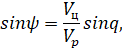 sinψ = V_ц/V_р sinq,